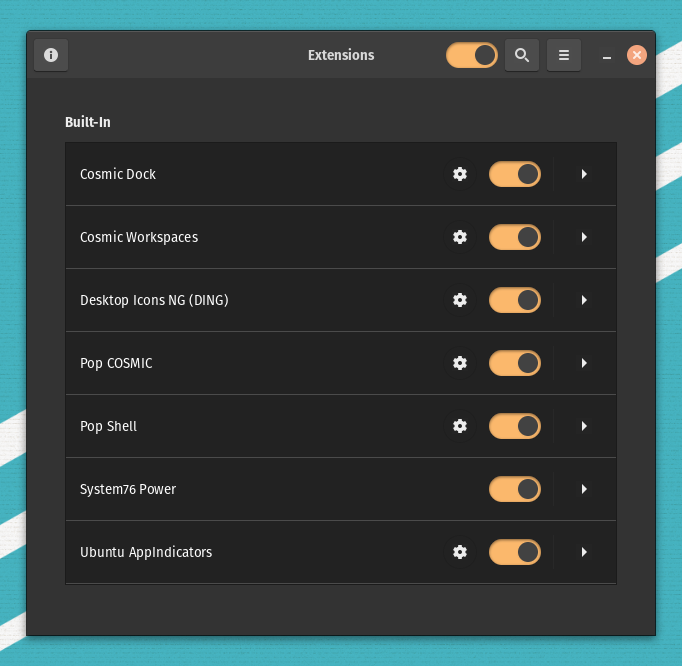 Extensions
Built-In
Cosmic Dock
Cosmic Workspaces
Desktop Icons NG (DING)
Pop COSMIC
Pop Shell
System76 Power
Ubuntu AppIndicators